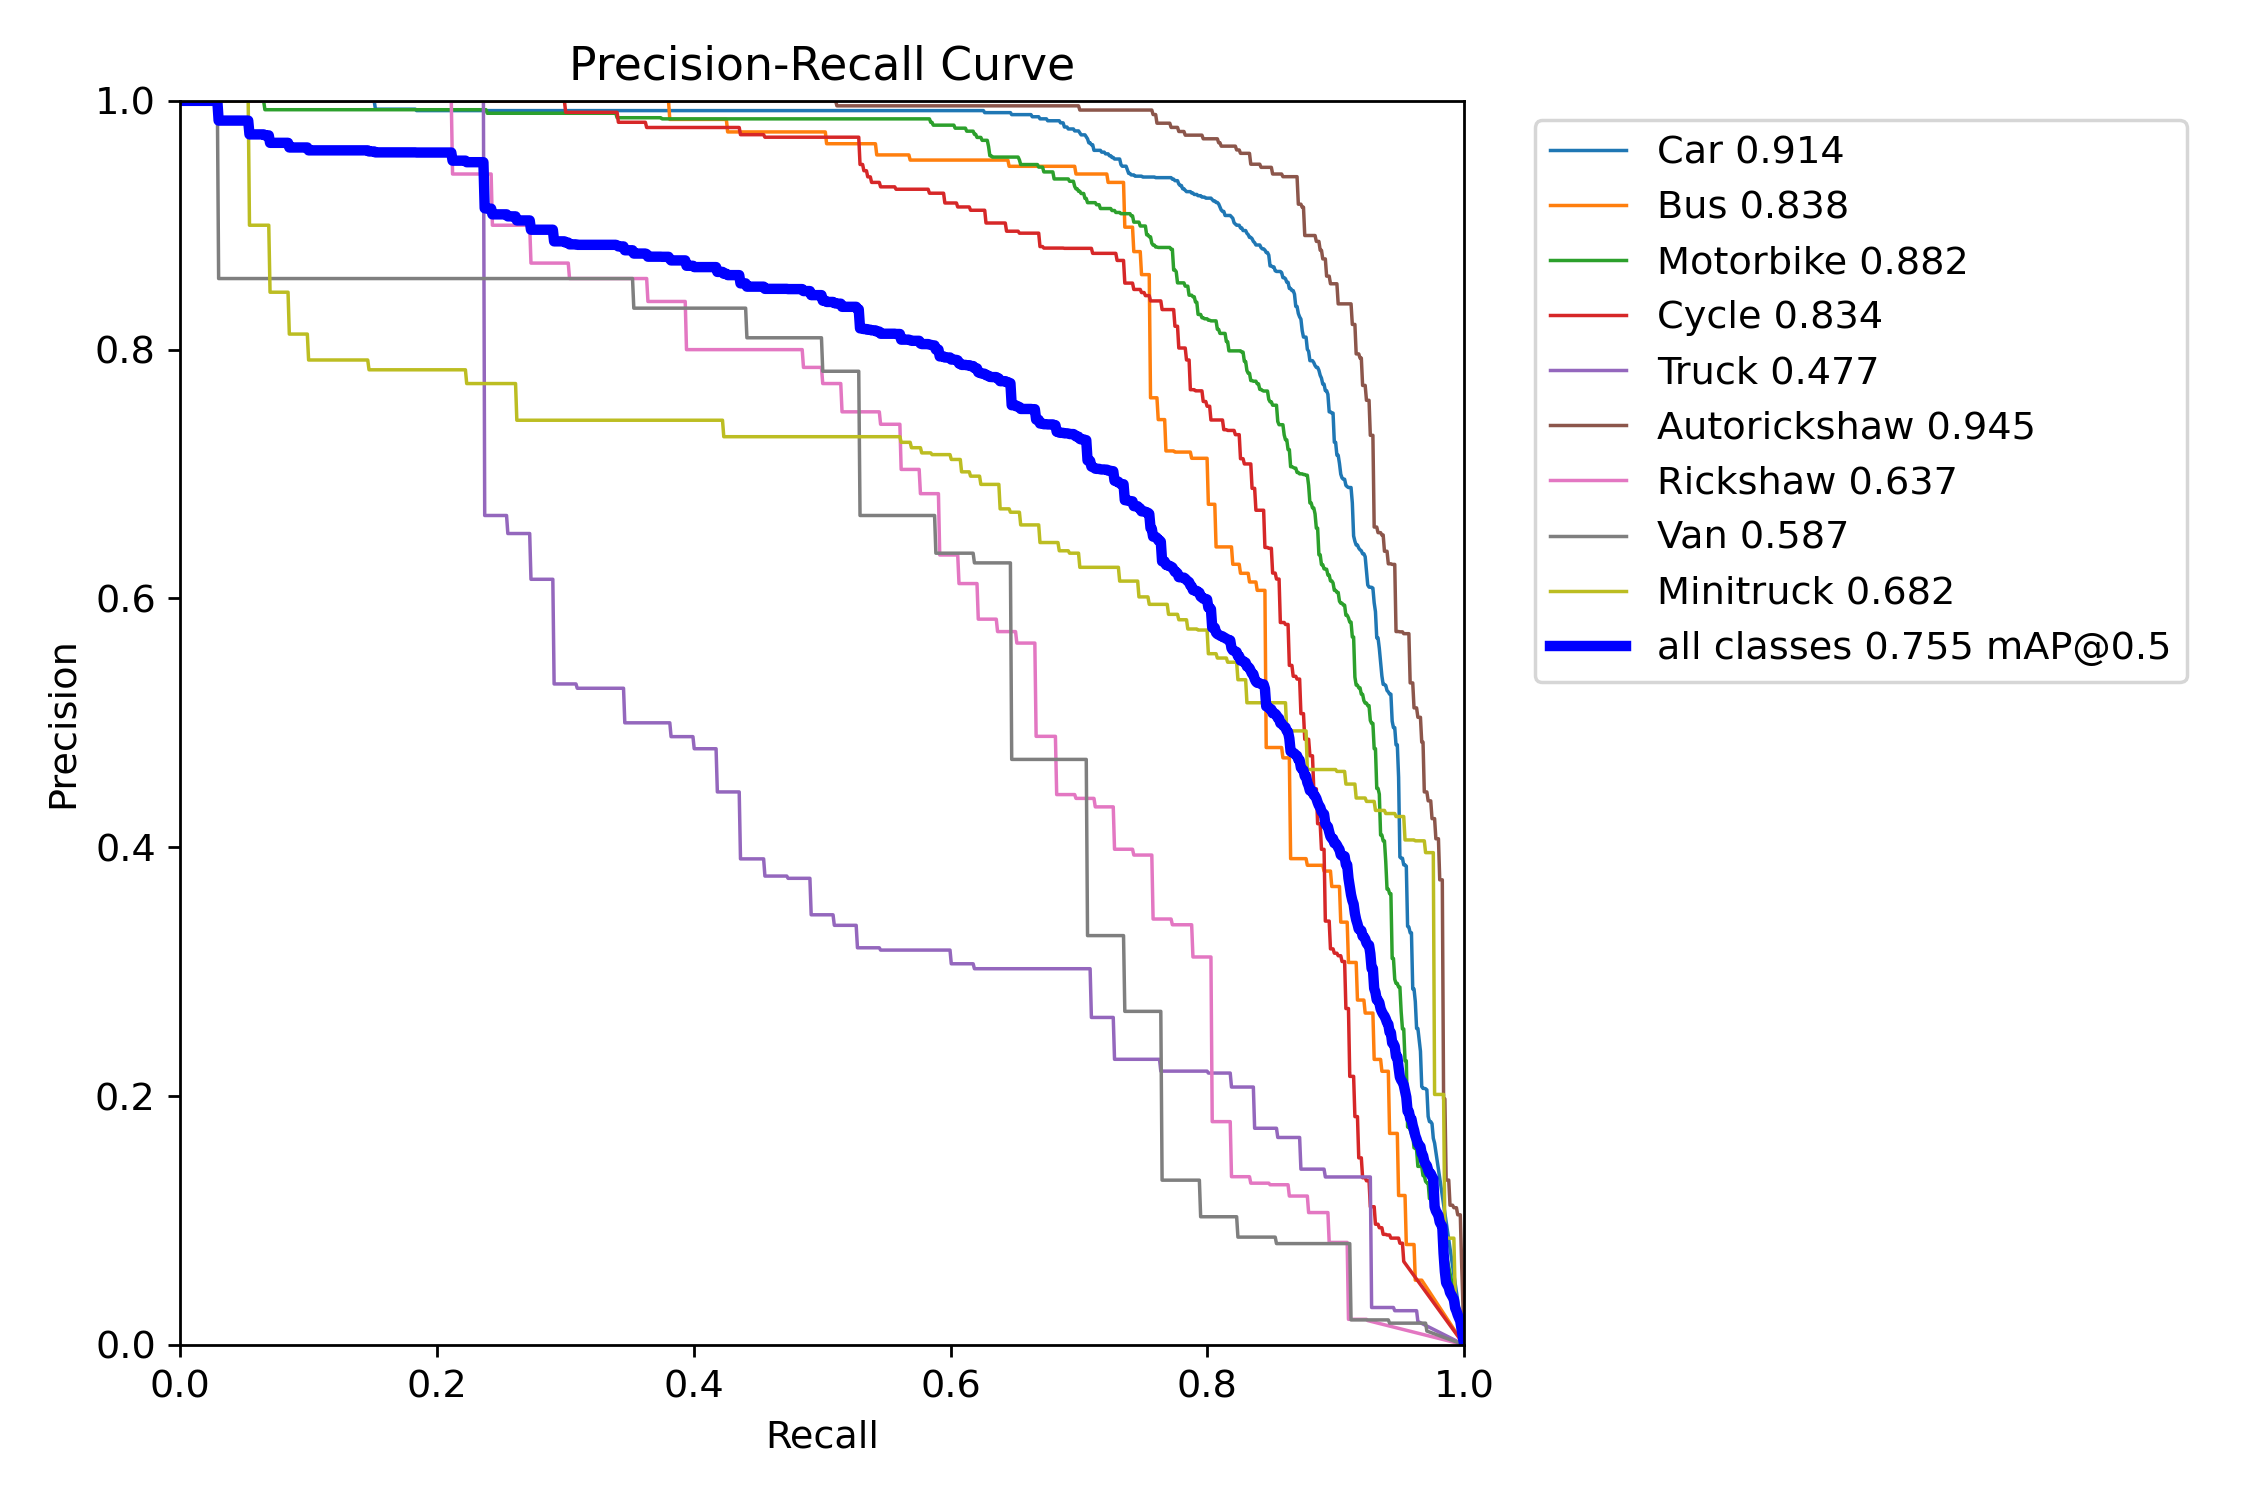 Precision-Recall Curve
1.0
0.8
0.6
0.4
0.2
0.0
Precision
0.0 0.2 0.4 0.6 0.8 1.0
Recall
Car 0.914
Bus 0.838
Motorbike 0.882
Cycle 0.834
Truck 0.477
Autorickshaw 0.945
Rickshaw 0.637
Van 0.587
Minitruck 0.682
all classes 0.755 mAP@0.5